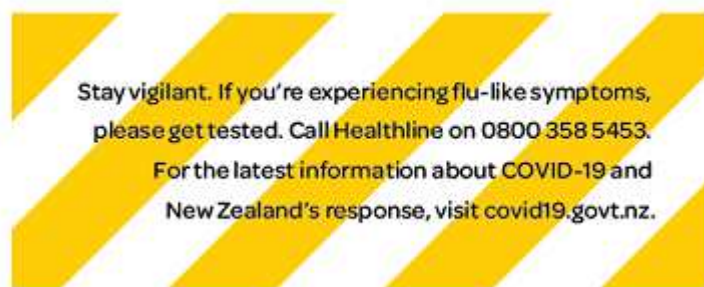 Stay vigilant. If you're experiencing flu-like symptoms,
please get tested. Call Healthline on 0800 358 5453.
For the latest information about COVID-19 and
New Zealand's response, visit covid19.govt.nz.